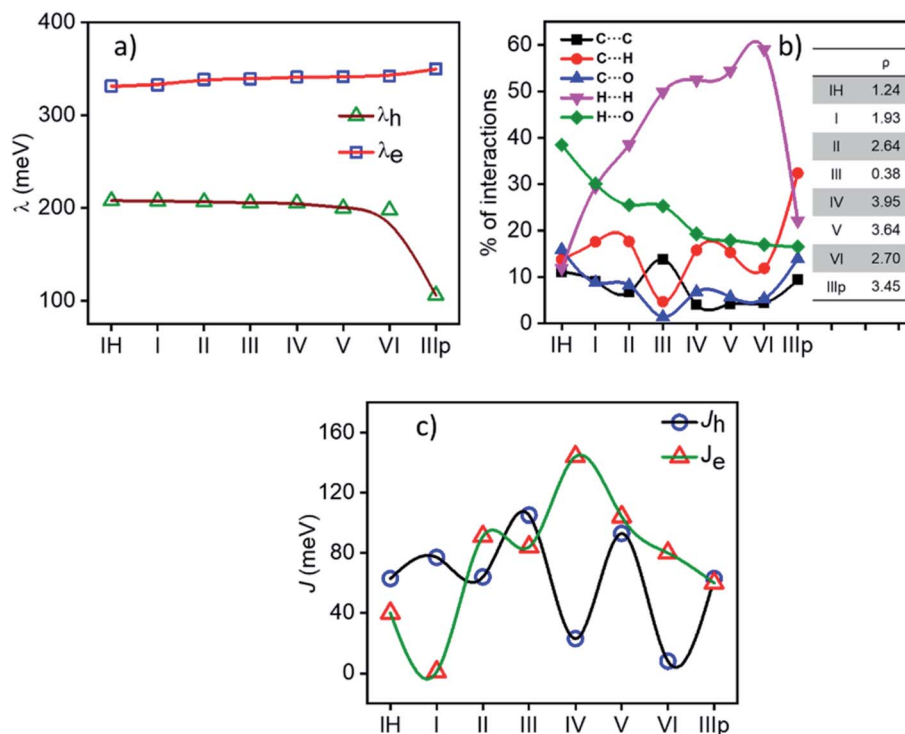 400
300
200
100
λ (meV)
a)
λh
λe
IH I II III IV V VI IIIp
60
50
40
30
20
10
0
% of interactions
C···C
C···H
C···O
H···H
H···O
b)
ρ
IH 1.24
I 1.93
II 2.64
III 0.38
IV 3.95
V 3.64
VI 2.70
IIIp 3.45
IH I II III IV V VI IIIp
160
120
80
40
0
J (meV)
c)
Jh
Je
IH I II III IV V VI IIIp